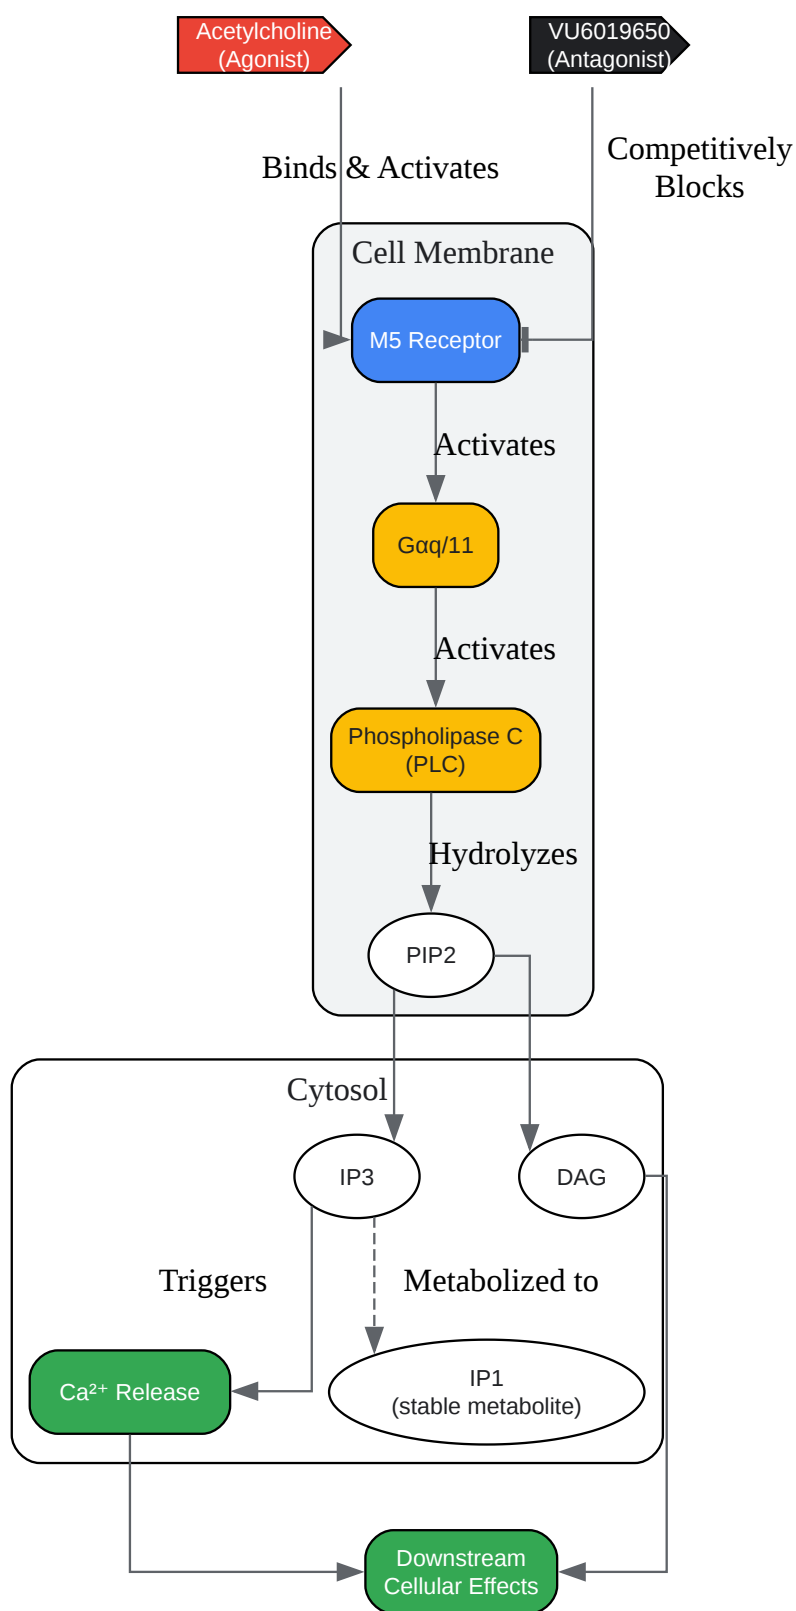 Acetylcholine
(Agonist)
VU6019650
(Antagonist)
Binds & Activates
Competitively
Blocks
Cell Membrane
M5 Receptor
Activates
Gαq/11
Activates
Phospholipase C
(PLC)
Hydrolyzes
PIP2
Cytosol
IP3
DAG
Triggers
Metabolized to
Ca²⁺ Release
IP1
(stable metabolite)
Downstream
Cellular Effects